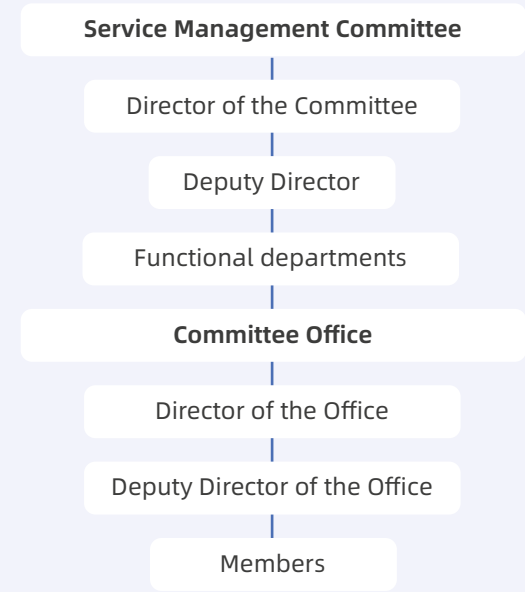 Service Management Committee
Director of the Committee
Deputy Director
Functional departments
Committee Office
Director of the Office
Deputy Director of the Office
Members